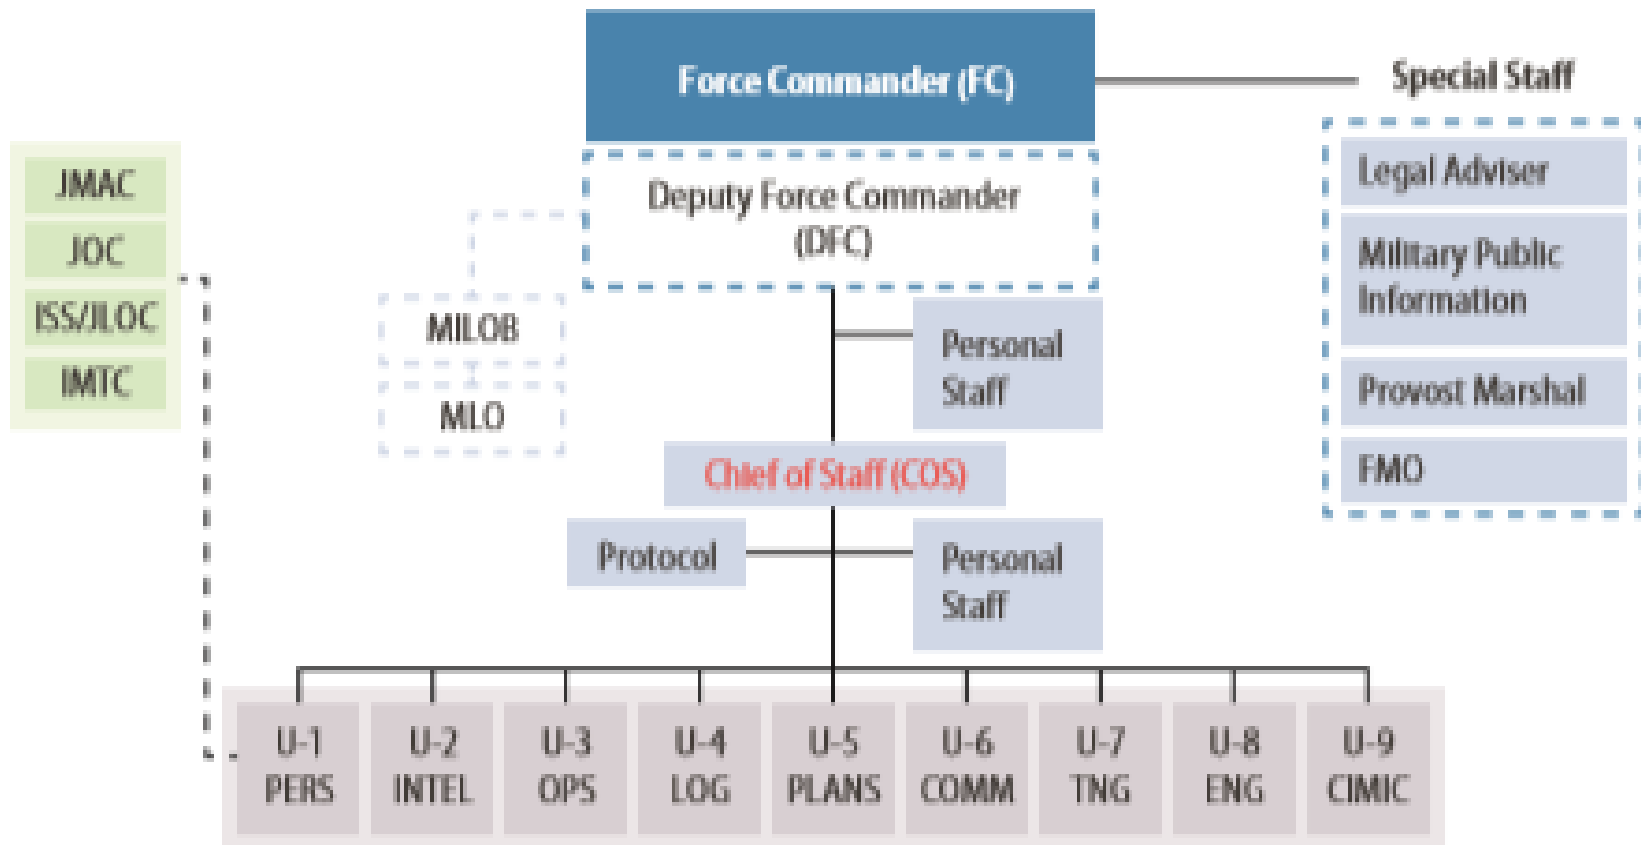 Force Commander (FC)
Special Staff
JMAC
JOC
ISS/JLOC
IMTC
Deputy Force Commander
(DFC)
MILOB
MLO
Personal
Staff
Legal Adviser
Military Public
Information
Provost Marshal
FMO
Chief of Staff (COS)
Protocol
Personal
Staff
U-1
PERS
U-2
INTEL
U-3
OPS
U-4
LOG
U-5
PLANS
U-6
COMM
U-7
TNG
U-8
ENG
U-9
CIMIC